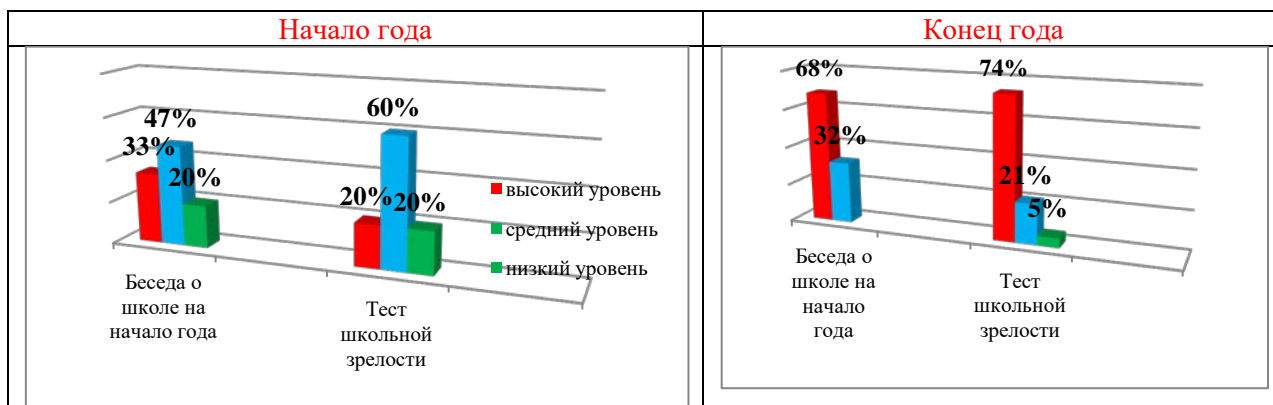 Начало года
Конец года
47%
33%
20%
60%
20%
20%
высокий уровень
средний уровень
низкий уровень
Беседа о
школе на
начало года
Тест
школьной
зрелости
68%
32%
74%
21%
5%
Беседа о
школе на
начало
года
Тест
школьной
зрелости